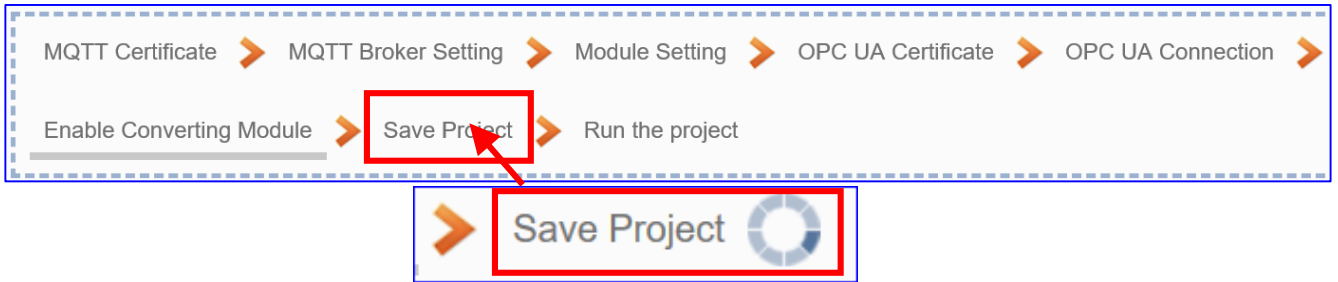 MQTT Certificate MQTT Broker Setting Module Setting OPC UA Certificate OPC UA Connection
Enable Converting Module Save Project Run the project
Save Project